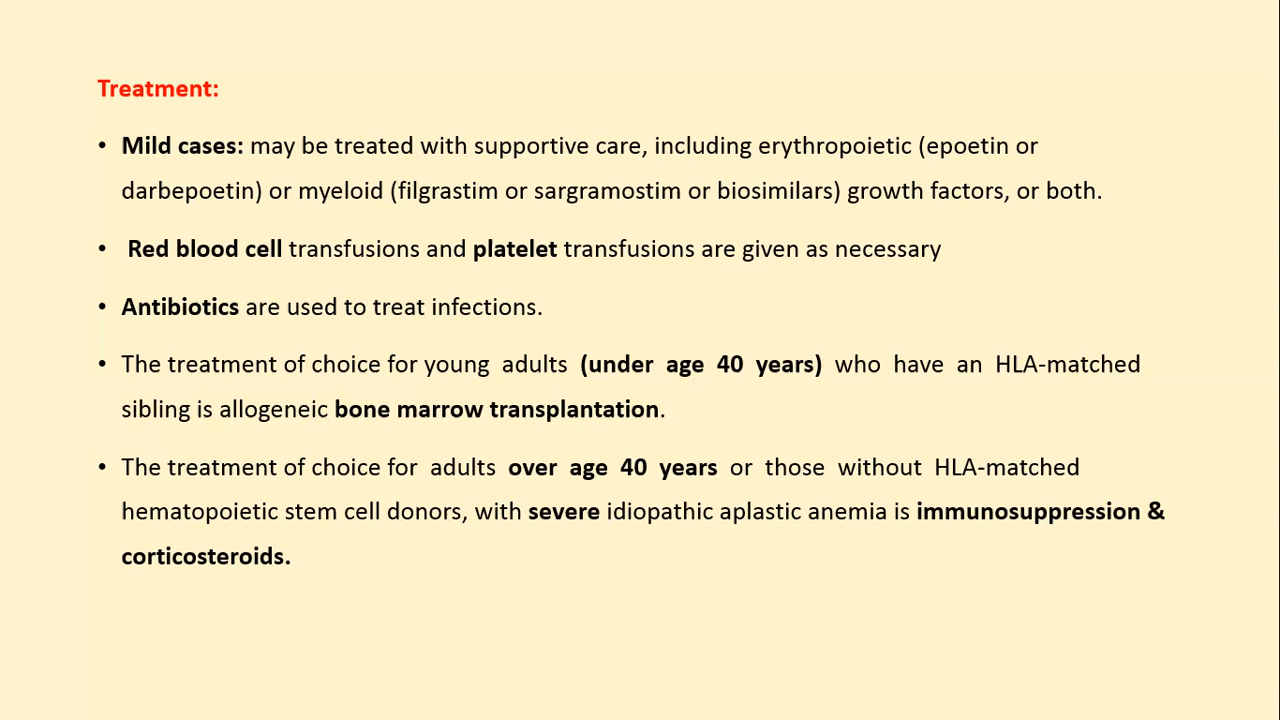 Treatment:
• Mild cases: may be treated with supportive care, including erythropoietic (epoetin or
darbepoetin) or myeloid (filgrastim or sargramostim or biosimilars) growth factors, or both.
• Red blood cell transfusions and platelet transfusions are given as necessary
• Antibiotics are used to treat infections.
• The treatment of choice for young adults (under age 40 years) who have an HLA-matched
sibling is allogeneic bone marrow transplantation.
• The treatment of choice for adults over age 40 years or those without HLA-matched
hematopoietic stem cell donors, with severe idiopathic aplastic anemia is immunosuppression &
corticosteroids.